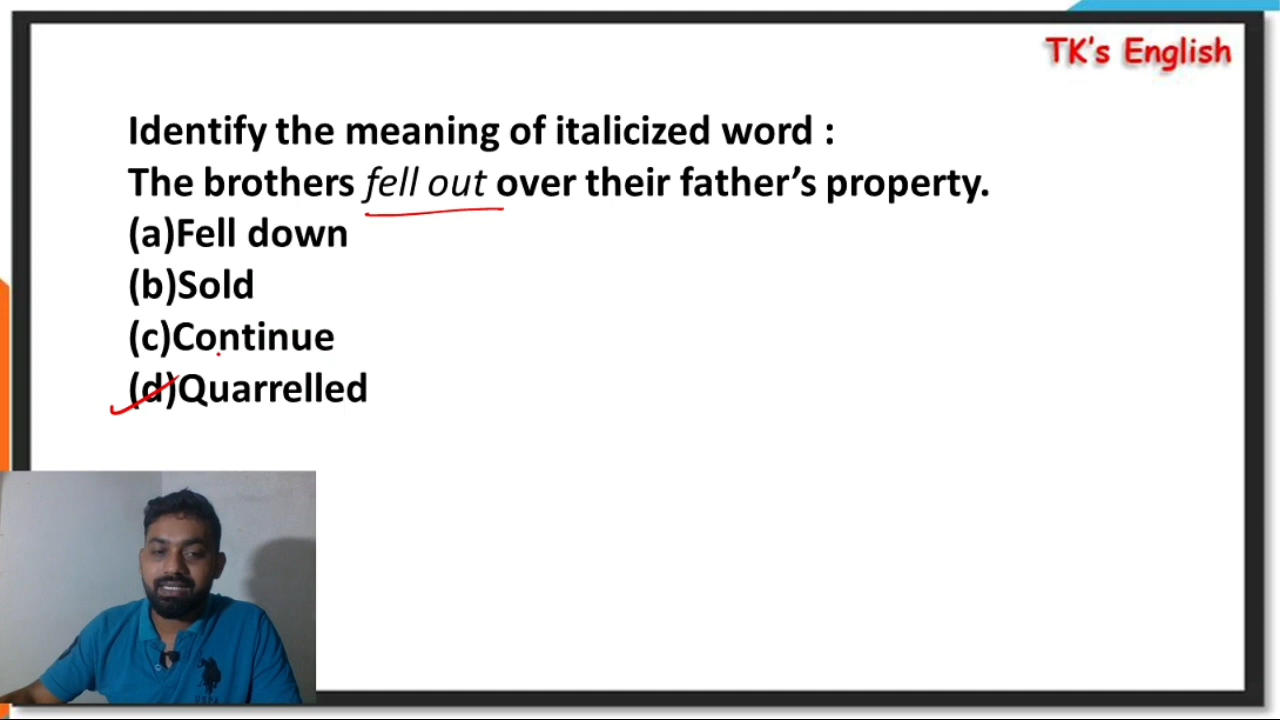 TK's English
Identify the meaning of italicized word :
The brothers fell out over their father’s property.
(a)Fell down
(b)Sold
(c)Continue
(d)Quarrelled